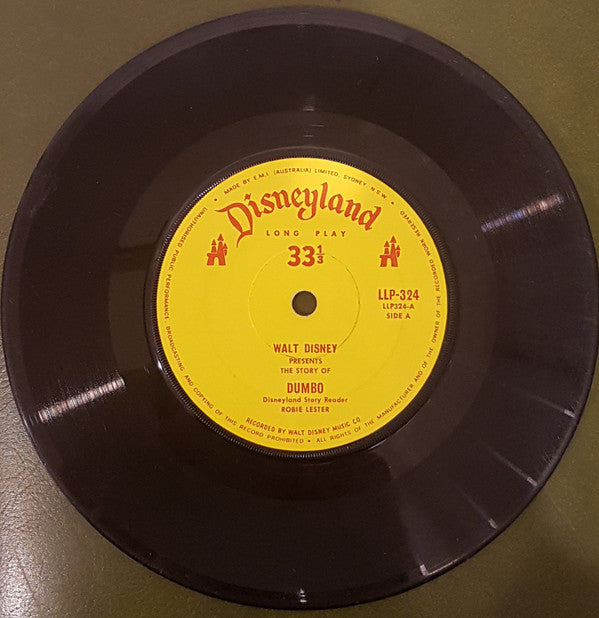 • MADE BY E.M.I. (AUSTRALIA) LIMITED, SYDNEY N.S.W. •
Disneyland
LONG PLAY
33⅓
LLP-324
LLP324-A
SIDE A
WALT DISNEY
PRESENTS
THE STORY OF
DUMBO
Disneyland Story Reader
ROBIE LESTER
RECORDED BY WALT DISNEY MUSIC CO
UNAUTHORISED PUBLIC PERFORMANCE BROADCASTING AND COPYING OF THIS RECORD PROHIBITED • ALL RIGHTS OF THE MANUFACTURER AND OF THE OWNER OF THE RECORDED WORK RESERVED